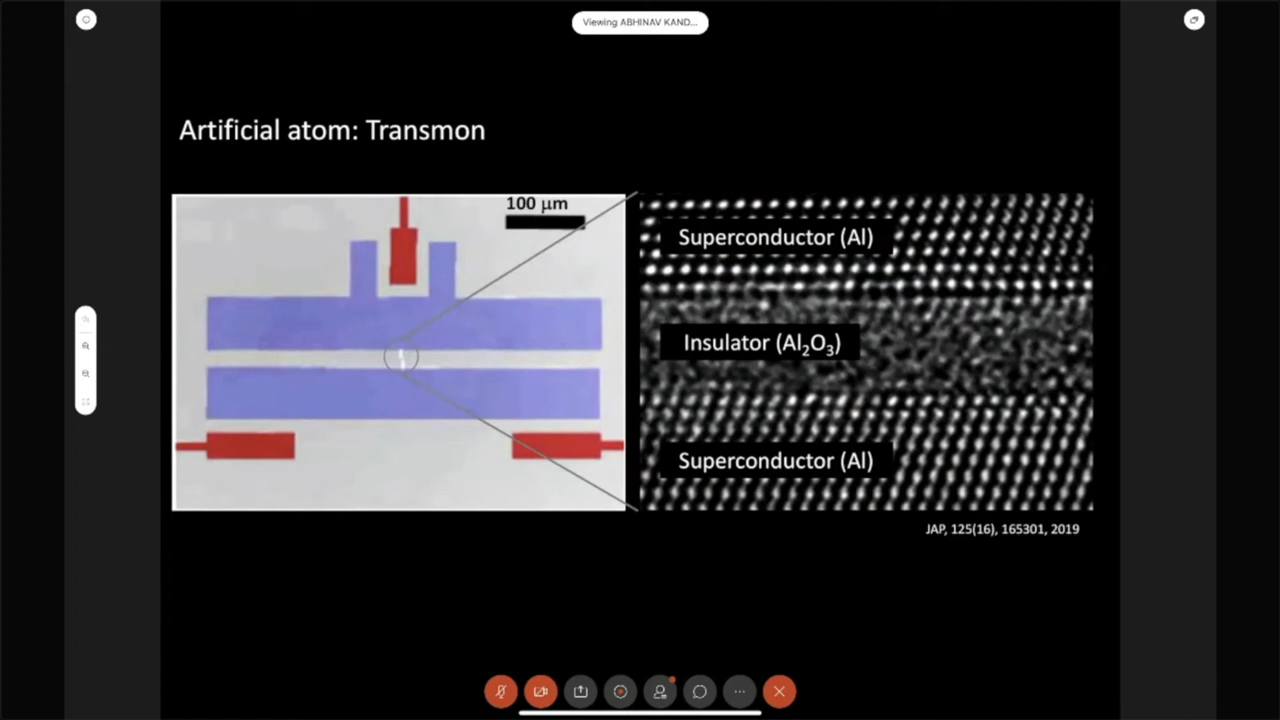 Viewing ABHINAV KAND...
Artificial atom: Transmon
100 μm
Superconductor (Al)
Insulator (Al₂O₃)
Superconductor (Al)
JAP, 125(16), 165301, 2019